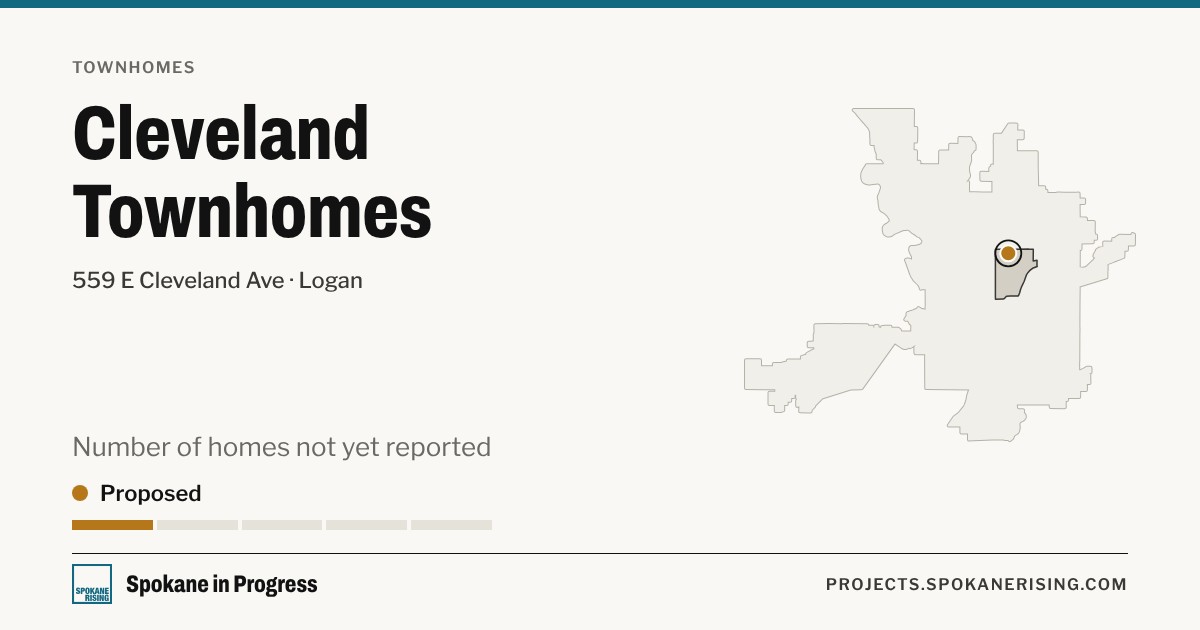 TOWNHOMES
Cleveland
Townhomes
559 E Cleveland Ave · Logan
Number of homes not yet reported
Proposed
SPOKANE
RISING
Spokane in Progress
PROJECTS.SPOKANERISING.COM